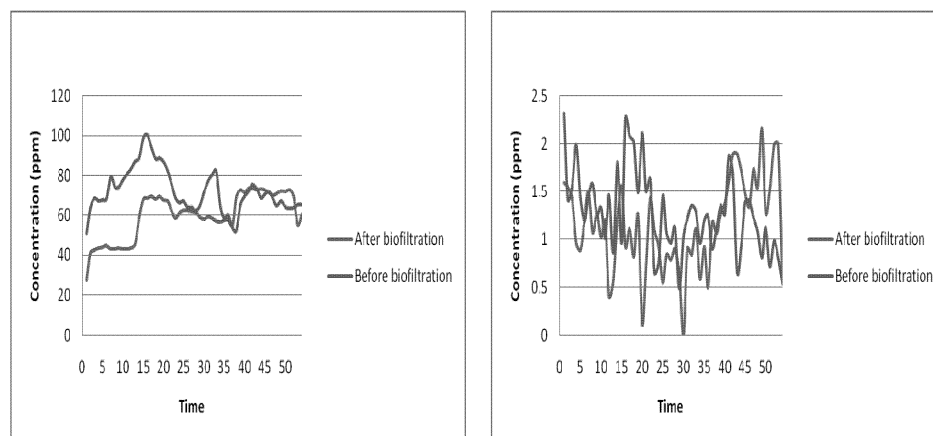 120
100
80
60
40
20
0
Concentration (ppm)
0 5 10 15 20 25 30 35 40 45 50
Time
After biofiltration
Before biofiltration
2.5
2
1.5
1
0.5
0
Concentration (ppm)
0 5 10 15 20 25 30 35 40 45 50
Time
After biofiltration
Before biofiltration